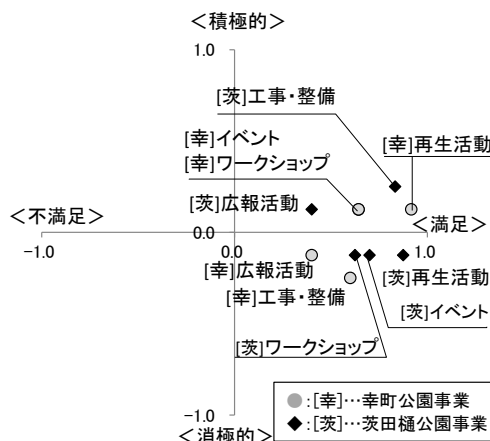 ＜積極的＞
1.0
[茨]工事・整備
[幸]イベント
[幸]再生活動
[幸]ワークショップ
[茨]広報活動
＜不満足＞
＜満足＞
-1.0
0.0
0.0
1.0
[幸]広報活動
[茨]再生活動
[幸]工事・整備
[茨]イベント
[茨]ワークショップ
●:[幸]…幸町公園事業
◆:[茨]…茨田樋公園事業
-1.0
＜消極的＞